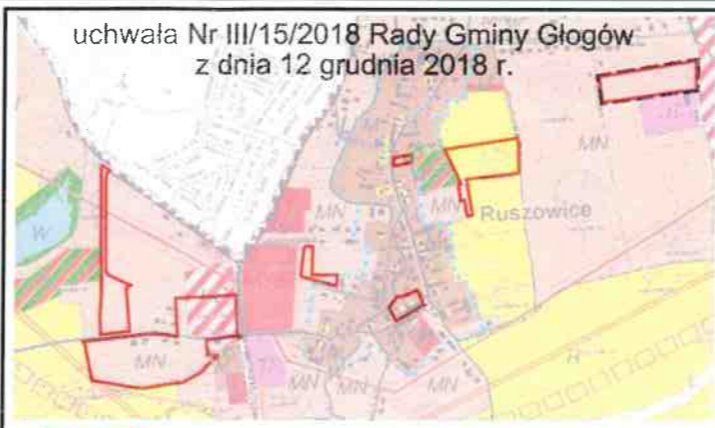 uchwała Nr III/15/2018 Rady Gminy Głogów
z dnia 12 grudnia 2018 r.
MN
MN
MN
Ruszowice
W
MN
MN
MN
MN
R